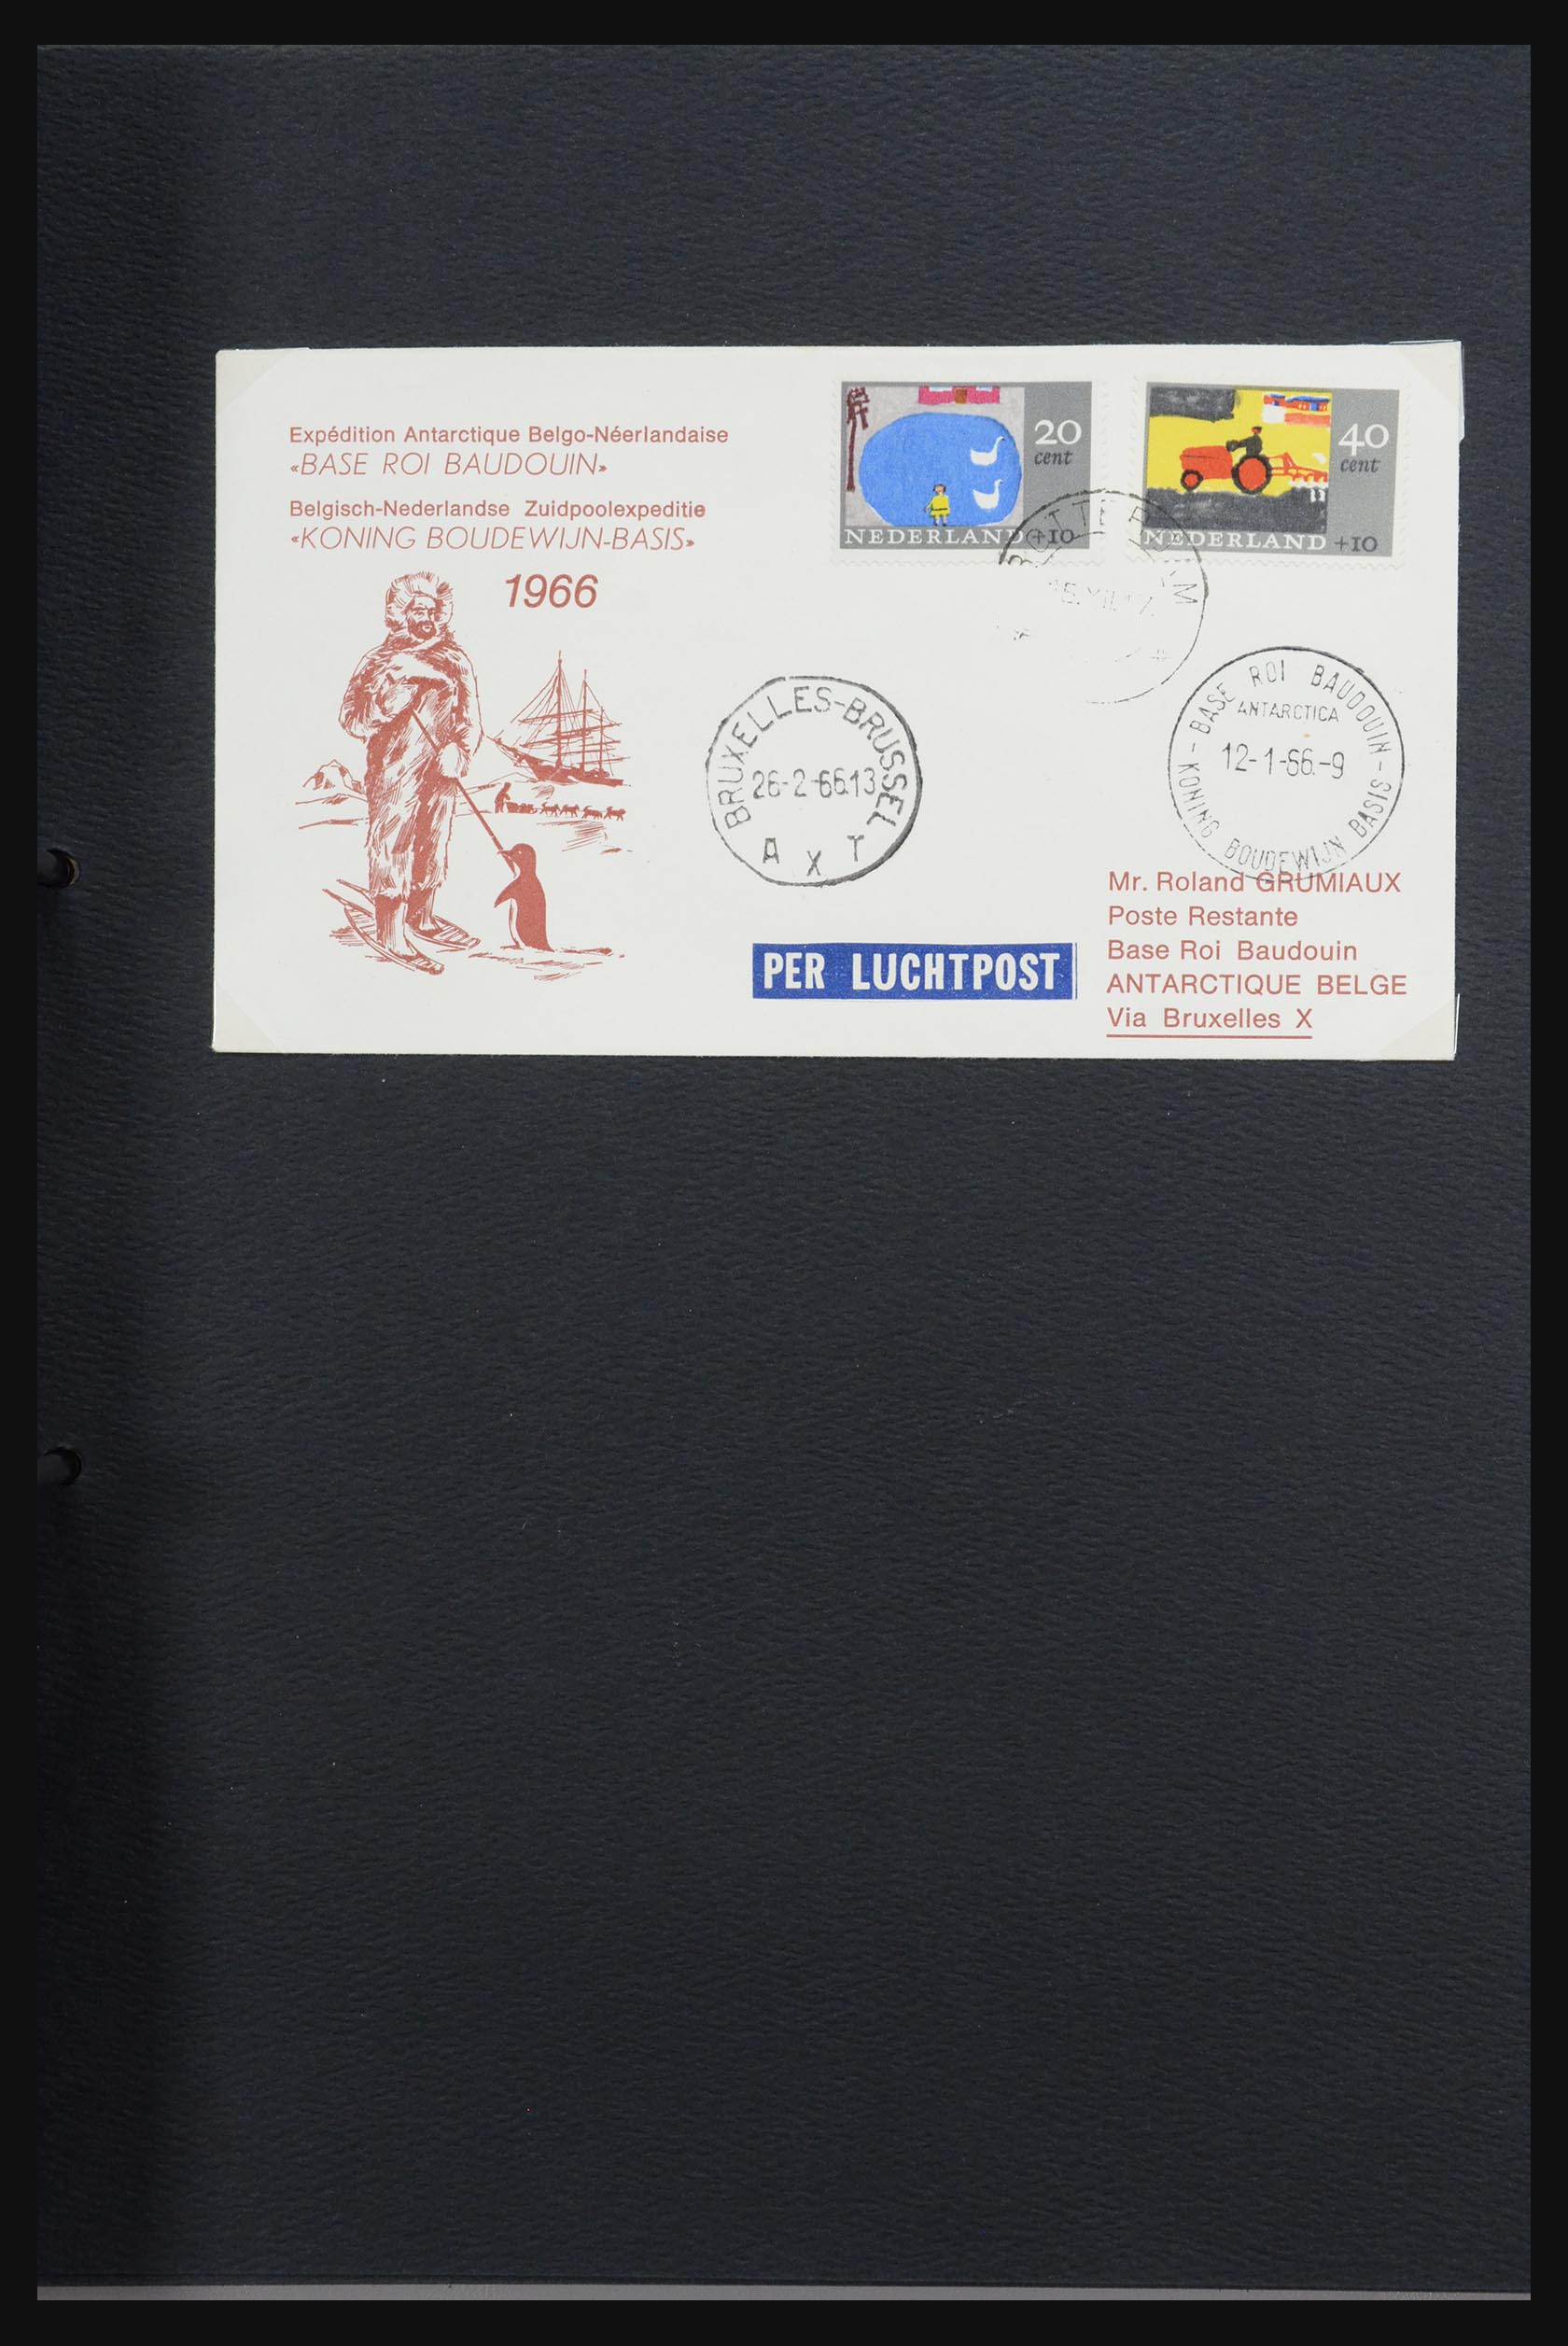 Expédition Antarctique Belgo-Néerlandaise
«BASE ROI BAUDOUIN»
Belgisch-Nederlandse Zuidpoolexpeditie
«KONING BOUDEWIJN-BASIS»
1966
20
cent
NEDERLAND +10
40
cent
NEDERLAND +10
BRUXELLES-BRUSSEL
26-2-66.13
A X T
BASE ROI BAUDOUIN
ANTARCTICA
12-1-66.-9
KONING BOUDEWIJN BASIS
PER LUCHTPOST
Mr. Roland GRUMIAUX
Poste Restante
Base Roi Baudouin
ANTARCTIQUE BELGE
Via Bruxelles X